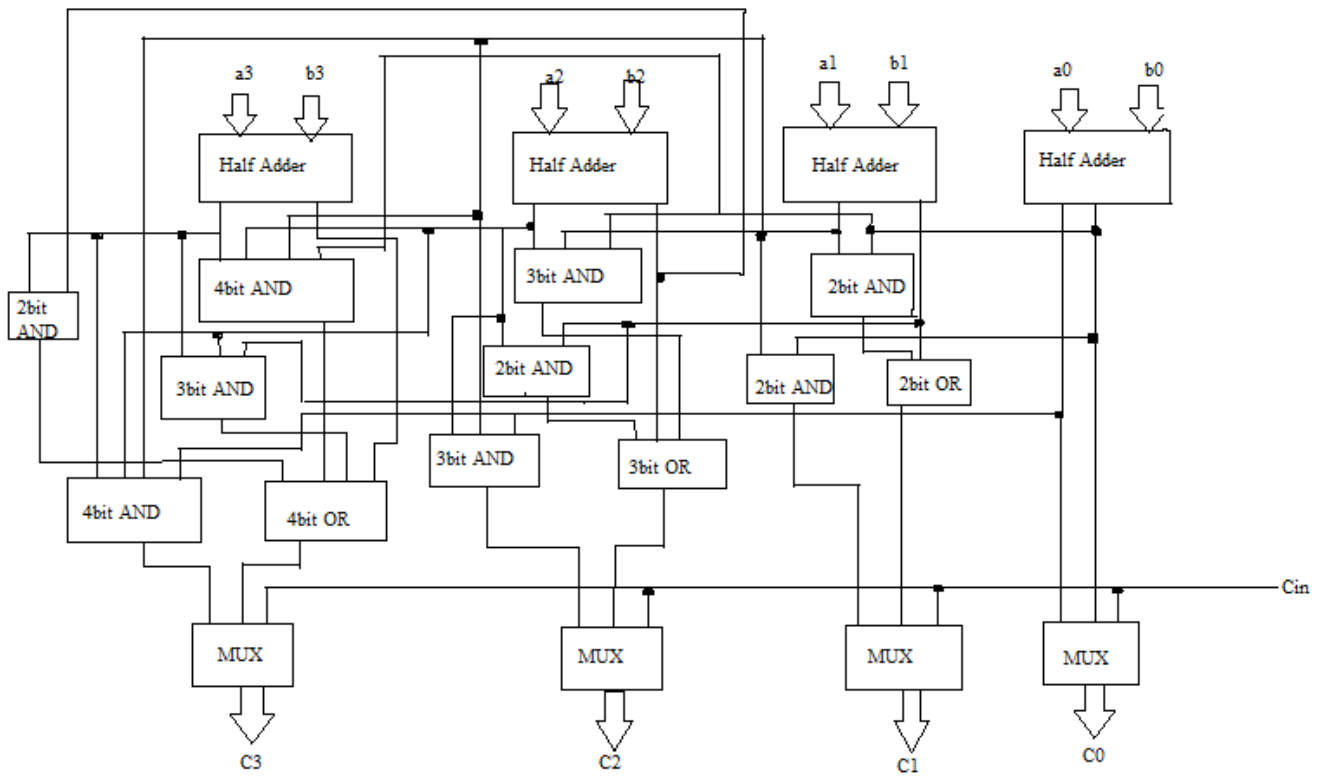 a3 b3 a2 b2 a1 b1 a0 b0
Half Adder
Half Adder
Half Adder
Half Adder
4bit AND
3bit AND
2bit AND
2bit
AND
3bit AND
2bit AND
2bit AND
2bit OR
3bit AND
3bit OR
4bit AND
4bit OR
Cin
MUX
MUX
MUX
MUX
C3
C2
C1
C0